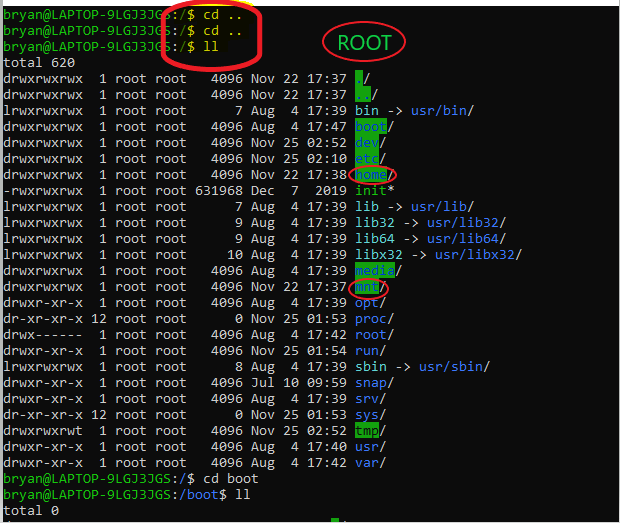 bryan@LAPTOP-9LGJ3JGS:/$ cd ..
bryan@LAPTOP-9LGJ3JGS:/$ cd ..
bryan@LAPTOP-9LGJ3JGS:/$ ll
ROOT
total 620
drwxrwxrwx  1 root root   4096 Nov 22 17:37 ./
drwxrwxrwx  1 root root   4096 Nov 22 17:37 ../
lrwxrwxrwx  1 root root      7 Aug  4 17:39 bin -> usr/bin/
drwxrwxrwx  1 root root   4096 Aug  4 17:47 boot/
drwxrwxrwx  1 root root   4096 Nov 25 02:52 dev/
drwxrwxrwx  1 root root   4096 Nov 25 02:10 etc/
drwxrwxrwx  1 root root   4096 Nov 22 17:38 home/
-rwxrwxrwx  1 root root 631968 Dec  7  2019 init*
lrwxrwxrwx  1 root root      7 Aug  4 17:39 lib -> usr/lib/
lrwxrwxrwx  1 root root      9 Aug  4 17:39 lib32 -> usr/lib32/
lrwxrwxrwx  1 root root      9 Aug  4 17:39 lib64 -> usr/lib64/
lrwxrwxrwx  1 root root     10 Aug  4 17:39 libx32 -> usr/libx32/
drwxrwxrwx  1 root root   4096 Aug  4 17:39 media/
drwxrwxrwx  1 root root   4096 Nov 22 17:37 mnt/
drwxr-xr-x  1 root root   4096 Aug  4 17:39 opt/
dr-xr-xr-x 12 root root      0 Nov 25 01:53 proc/
drwx------  1 root root   4096 Aug  4 17:42 root/
drwxr-xr-x  1 root root   4096 Nov 25 01:54 run/
lrwxrwxrwx  1 root root      8 Aug  4 17:39 sbin -> usr/sbin/
drwxr-xr-x  1 root root   4096 Jul 10 09:59 snap/
drwxr-xr-x  1 root root   4096 Aug  4 17:39 srv/
dr-xr-xr-x 12 root root      0 Nov 25 01:53 sys/
drwxrwxrwt  1 root root   4096 Nov 25 02:52 tmp/
drwxr-xr-x  1 root root   4096 Aug  4 17:40 usr/
drwxr-xr-x  1 root root   4096 Aug  4 17:42 var/
bryan@LAPTOP-9LGJ3JGS:/$ cd boot
bryan@LAPTOP-9LGJ3JGS:/boot$ ll
total 0